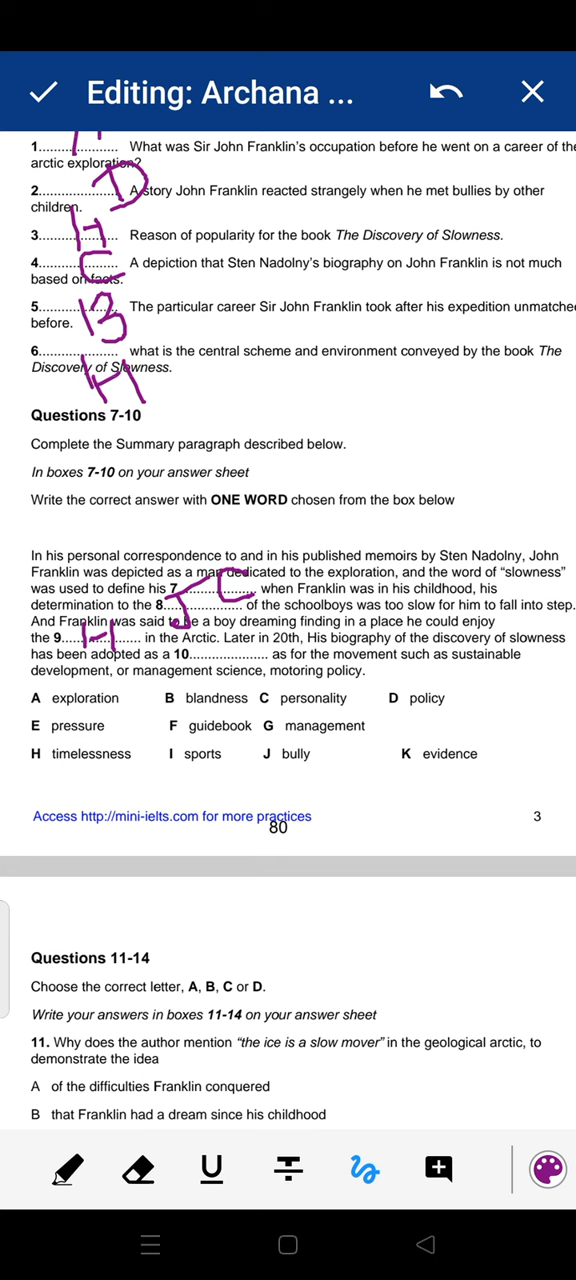 Editing: Archana ...
1..................... What was Sir John Franklin's occupation before he went on a career of the
arctic exploration?
D
2..................... A story John Franklin reacted strangely when he met bullies by other
children.
H
3..................... Reason of popularity for the book The Discovery of Slowness.
C
4..................... A depiction that Sten Nadolny's biography on John Franklin is not much
based on facts.
B
5..................... The particular career Sir John Franklin took after his expedition unmatche
before.
6..................... what is the central scheme and environment conveyed by the book The
Discovery of Slowness.
H
Questions 7-10
Complete the Summary paragraph described below.
In boxes 7-10 on your answer sheet
Write the correct answer with ONE WORD chosen from the box below
In his personal correspondence to and in his published memoirs by Sten Nadolny, John
Franklin was depicted as a man dedicated to the exploration, and the word of “slowness”
was used to define his 7..................... when Franklin was in his childhood, his
C
determination to the 8..................... of the schoolboys was too slow for him to fall into step.
J
And Franklin was said to be a boy dreaming finding in a place he could enjoy
the 9..................... in the Arctic. Later in 20th, His biography of the discovery of slowness
H
has been adopted as a 10..................... as for the movement such as sustainable
development, or management science, motoring policy.
A exploration B blandness C personality D policy
E pressure F guidebook G management
H timelessness I sports J bully K evidence
Access http://mini-ielts.com for more practices 3
80
Questions 11-14
Choose the correct letter, A, B, C or D.
Write your answers in boxes 11-14 on your answer sheet
11. Why does the author mention “the ice is a slow mover” in the geological arctic, to
demonstrate the idea
A of the difficulties Franklin conquered
B that Franklin had a dream since his childhood
U
T